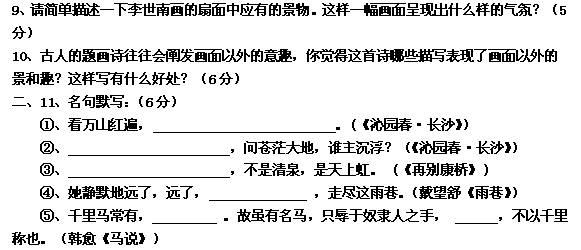 9、请简单描述一下李世南画的扇面中应有的景物。这样一幅画面呈现出什么样的气氛？（5
分）
10、古人的题画诗往往会阐发画面以外的意趣，你觉得这首诗哪些描写表现了画面以外的
景和趣？这样写有什么好处？（6分）
二、11、名句默写：（6分）
①、看万山红遍，____________________。（《沁园春·长沙》）
②、____________________，问苍茫大地，谁主沉浮？（《沁园春·长沙》）
③、____________________，不是清泉，是天上虹。（《再别康桥》）
④、她静默地远了，远了，____________，走尽这雨巷。（戴望舒《雨巷》）
⑤、千里马常有，________。故虽有名马，只辱于奴隶人之手，_____，不以千里
称也。（韩愈《马说》）